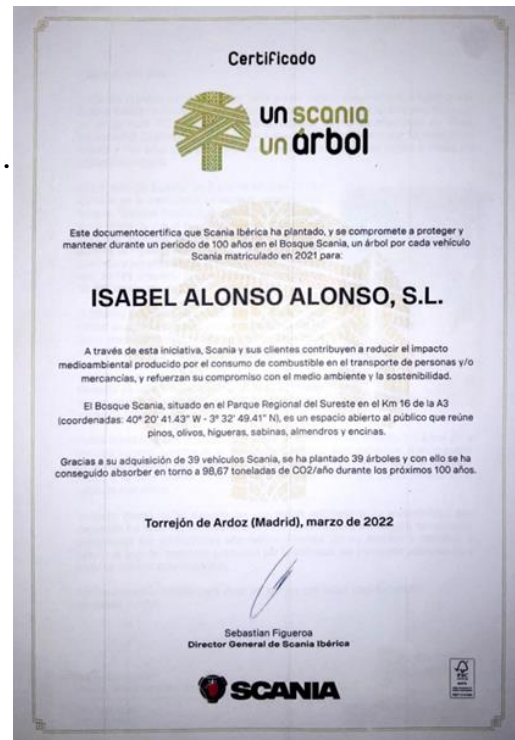 Certificado
un scania
un árbol
Este documentocertifica que Scania Ibérica ha plantado, y se compromete a proteger y
mantener durante un periodo de 100 años en el Bosque Scania, un árbol por cada vehículo
Scania matriculado en 2021 para:
ISABEL ALONSO ALONSO, S.L.
A través de esta iniciativa, Scania y sus clientes contribuyen a reducir el impacto
medioambiental producido por el consumo de combustible en el transporte de personas y/o
mercancías, y refuerzan su compromiso con el medio ambiente y la sostenibilidad.
El Bosque Scania, situado en el Parque Regional del Sureste en el Km 16 de la A3
(coordenadas: 40º 20' 41.43" W - 3º 32' 49.41" N), es un espacio abierto al público que reúne
pinos, olivos, higueras, sabinas, almendros y encinas.
Gracias a su adquisición de 39 vehículos Scania, se ha plantado 39 árboles y con ello se ha
conseguido absorber en torno a 98,67 toneladas de CO2/año durante los próximos 100 años.
Torrejón de Ardoz (Madrid), marzo de 2022
Sebastian Figueroa
Director General de Scania Ibérica
SCANIA
FSC